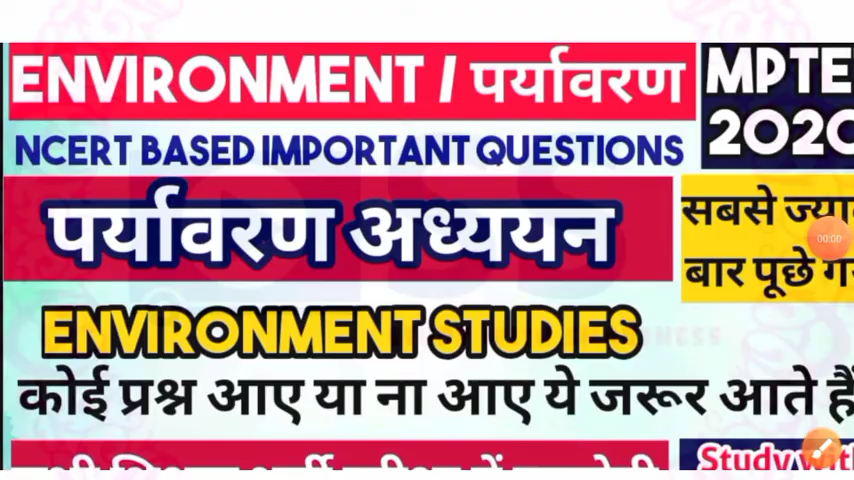 ENVIRONMENT / पर्यावरण
MPTE
2020
NCERT BASED IMPORTANT QUESTIONS
पर्यावरण अध्ययन
सबसे ज्या
बार पूछे ग
00:00
ENVIRONMENT STUDIES
कोई प्रश्न आए या ना आए ये जरूर आते हैं
Study with